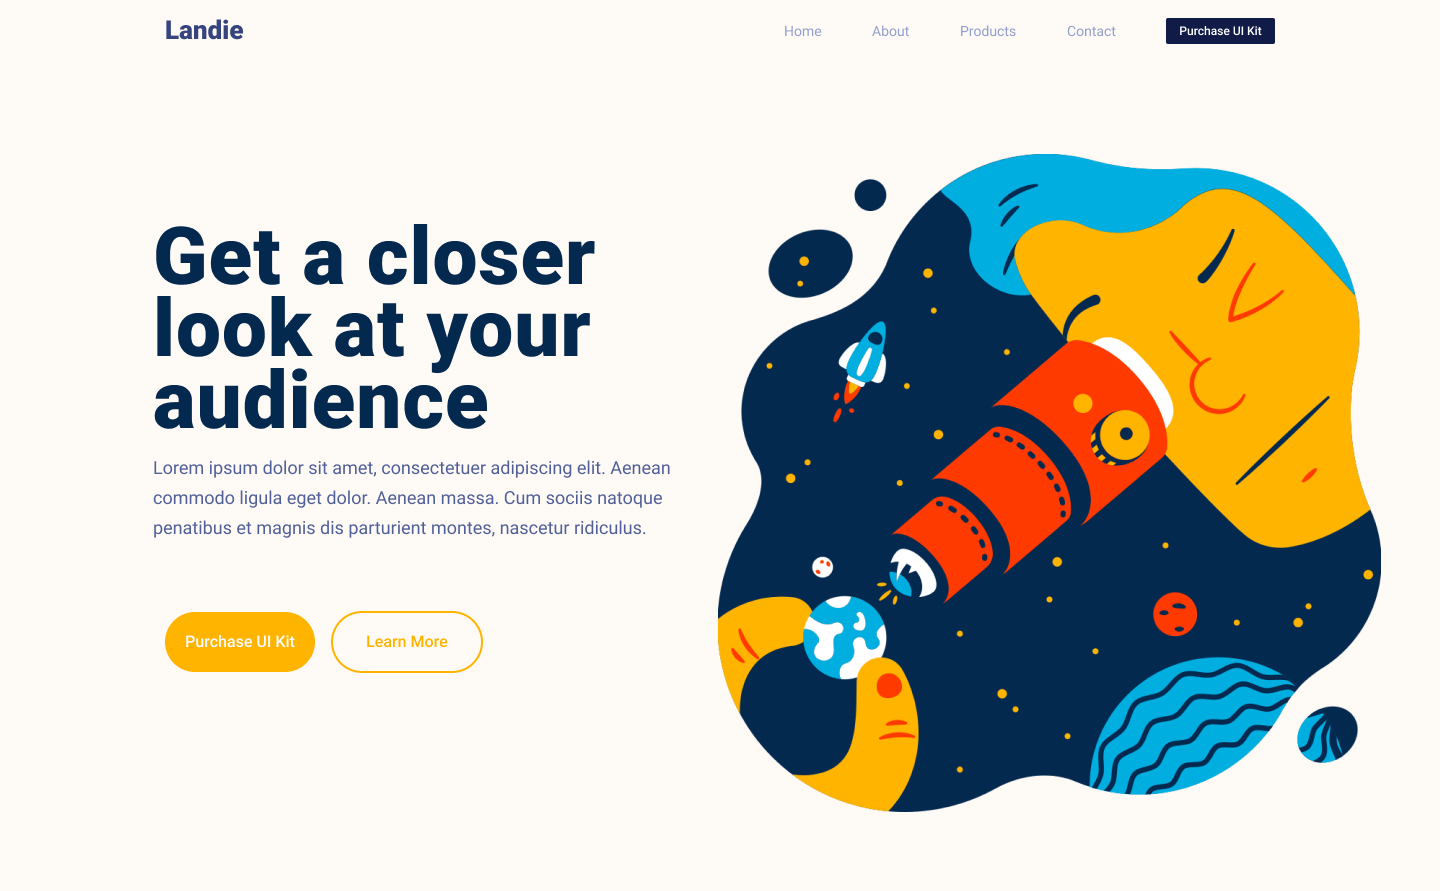 Landie
Home
About
Products
Contact
Purchase UI Kit
Get a closer
look at your
audience
Lorem ipsum dolor sit amet, consectetuer adipiscing elit. Aenean
commodo ligula eget dolor. Aenean massa. Cum sociis natoque
penatibus et magnis dis parturient montes, nascetur ridiculus.
Purchase UI Kit
Learn More